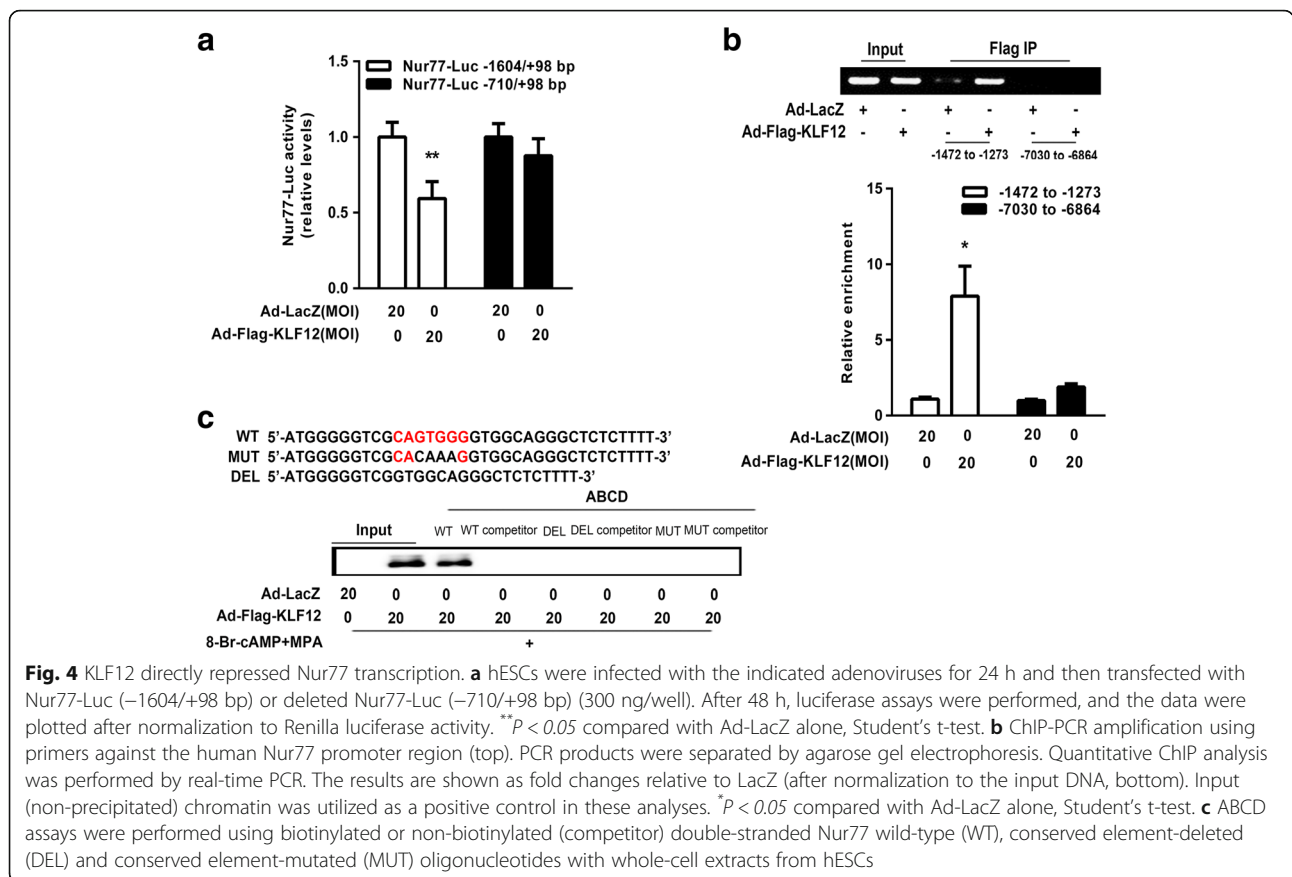 a
1.5
Nur77-Luc -1604/+98 bp
Nur77-Luc -710/+98 bp
Nur77-Luc activity
(relative levels)
1.0
**
0.5
0.0
Ad-LacZ(MOI) 20 0 20 0
Ad-Flag-KLF12(MOI) 0 20 0 20
b
Input Flag IP
Ad-LacZ + - + - + -
Ad-Flag-KLF12 - + - + - +
-1472 to -1273 -7030 to -6864
15
-1472 to -1273
-7030 to -6864
*
10
Relative enrichment
5
0
Ad-LacZ(MOI) 20 0 20 0
Ad-Flag-KLF12(MOI) 0 20 0 20
c
WT 5’-ATGGGGGTCGCAGTGGGGTGGCAGGGCTCTCTTTT-3’
MUT 5’-ATGGGGGTCGCACAAAGGTGGCAGGGCTCTCTTTT-3’
DEL 5’-ATGGGGGTCGGTGGCAGGGCTCTCTTTT-3’
ABCD
Input WT WT competitor DEL DEL competitor MUT MUT competitor
Ad-LacZ 20 0 0 0 0 0 0 0
Ad-Flag-KLF12 0 20 20 20 20 20 20 20
8-Br-cAMP+MPA +
Fig. 4 KLF12 directly repressed Nur77 transcription. a hESCs were infected with the indicated adenoviruses for 24 h and then transfected with
Nur77-Luc (−1604/+98 bp) or deleted Nur77-Luc (−710/+98 bp) (300 ng/well). After 48 h, luciferase assays were performed, and the data were
plotted after normalization to Renilla luciferase activity. **P < 0.05 compared with Ad-LacZ alone, Student’s t-test. b ChIP-PCR amplification using
primers against the human Nur77 promoter region (top). PCR products were separated by agarose gel electrophoresis. Quantitative ChIP analysis
was performed by real-time PCR. The results are shown as fold changes relative to LacZ (after normalization to the input DNA, bottom). Input
(non-precipitated) chromatin was utilized as a positive control in these analyses. *P < 0.05 compared with Ad-LacZ alone, Student’s t-test. c ABCD
assays were performed using biotinylated or non-biotinylated (competitor) double-stranded Nur77 wild-type (WT), conserved element-deleted
(DEL) and conserved element-mutated (MUT) oligonucleotides with whole-cell extracts from hESCs